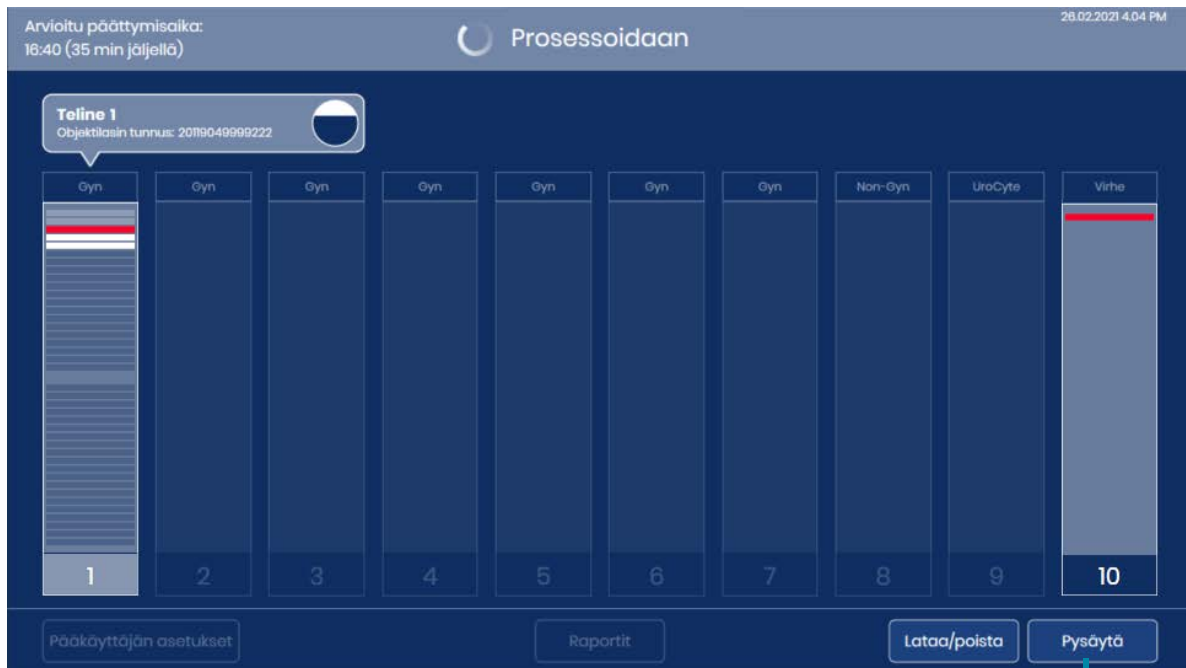 Arvioitu päättymisaika:
16:40 (35 min jäljellä)
Prosessoidaan
26.02.2021 4.04 PM
Teline 1
Objektilasin tunnus: 20119049999222
Gyn
Gyn
Gyn
Gyn
Gyn
Gyn
Gyn
Non-Gyn
UroCyte
Virhe
1
2
3
4
5
6
7
8
9
10
Pääkäyttäjän asetukset
Raportit
Lataa/poista
Pysäytä